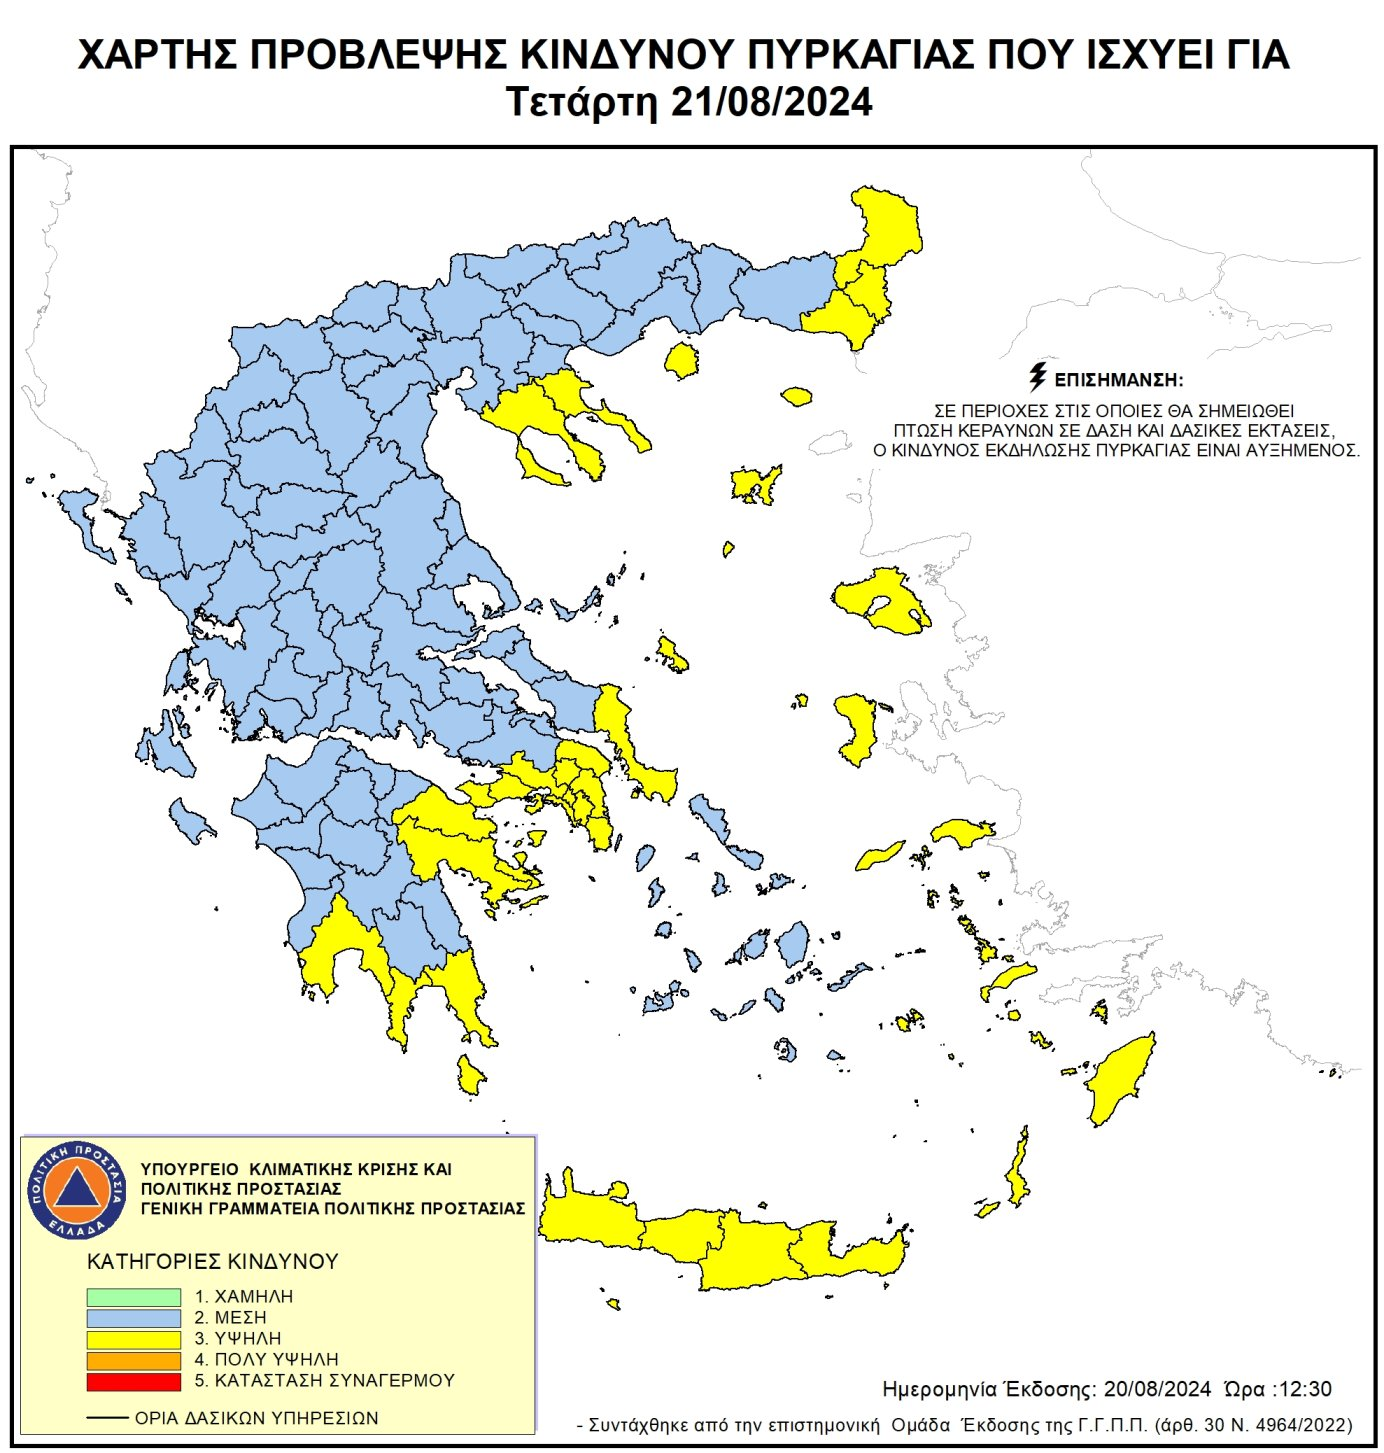 ΧΑΡΤΗΣ ΠΡΟΒΛΕΨΗΣ ΚΙΝΔΥΝΟΥ ΠΥΡΚΑΓΙΑΣ ΠΟΥ ΙΣΧΥΕΙ ΓΙΑ
Τετάρτη 21/08/2024
ΕΠΙΣΗΜΑΝΣΗ:
ΣΕ ΠΕΡΙΟΧΕΣ ΣΤΙΣ ΟΠΟΙΕΣ ΘΑ ΣΗΜΕΙΩΘΕΙ
ΠΤΩΣΗ ΚΕΡΑΥΝΩΝ ΣΕ ΔΑΣΗ ΚΑΙ ΔΑΣΙΚΕΣ ΕΚΤΑΣΕΙΣ,
Ο ΚΙΝΔΥΝΟΣ ΕΚΔΗΛΩΣΗΣ ΠΥΡΚΑΓΙΑΣ ΕΙΝΑΙ ΑΥΞΗΜΕΝΟΣ.
ΠΟΛΙΤΙΚΗ ΠΡΟΣΤΑΣΙΑ
ΕΛΛΑΔΑ
ΥΠΟΥΡΓΕΙΟ ΚΛΙΜΑΤΙΚΗΣ ΚΡΙΣΗΣ ΚΑΙ
ΠΟΛΙΤΙΚΗΣ ΠΡΟΣΤΑΣΙΑΣ
ΓΕΝΙΚΗ ΓΡΑΜΜΑΤΕΙΑ ΠΟΛΙΤΙΚΗΣ ΠΡΟΣΤΑΣΙΑΣ
ΚΑΤΗΓΟΡΙΕΣ ΚΙΝΔΥΝΟΥ
1. ΧΑΜΗΛΗ
2. ΜΕΣΗ
3. ΥΨΗΛΗ
4. ΠΟΛΥ ΥΨΗΛΗ
5. ΚΑΤΑΣΤΑΣΗ ΣΥΝΑΓΕΡΜΟΥ
ΟΡΙΑ ΔΑΣΙΚΩΝ ΥΠΗΡΕΣΙΩΝ
Ημερομηνία Έκδοσης: 20/08/2024 Ώρα :12:30
- Συντάχθηκε από την επιστημονική Ομάδα Έκδοσης της Γ.Γ.Π.Π. (άρθ. 30 Ν. 4964/2022)